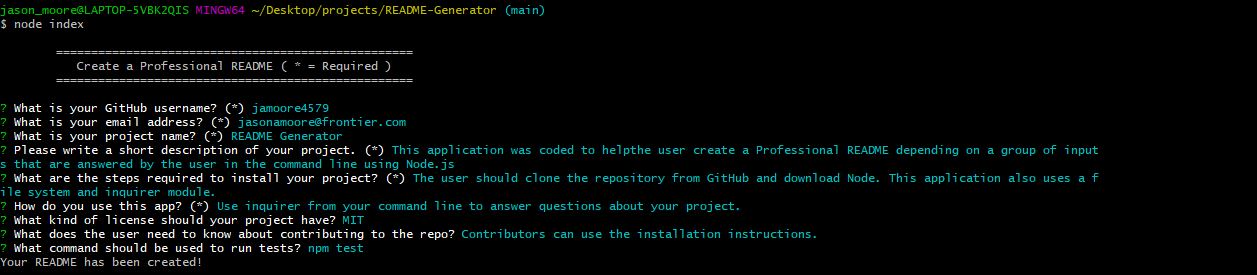 jason_moore@LAPTOP-5VBK2QIS MINGW64 ~/Desktop/projects/README-Generator (main)
$ node index
===================================================
Create a Professional README ( * = Required )
===================================================
? What is your GitHub username? (*) jamoore4579
? What is your email address? (*) jasonamoore@frontier.com
? What is your project name? (*) README Generator
? Please write a short description of your project. (*) This application was coded to helpthe user create a Professional README depending on a group of input
s that are answered by the user in the command line using Node.js
? What are the steps required to install your project? (*) The user should clone the repository from GitHub and download Node. This application also uses a f
ile system and inquirer module.
? How do you use this app? (*) Use inquirer from your command line to answer questions about your project.
? What kind of license should your project have? MIT
? What does the user need to know about contributing to the repo? Contributors can use the installation instructions.
? What command should be used to run tests? npm test
Your README has been created!